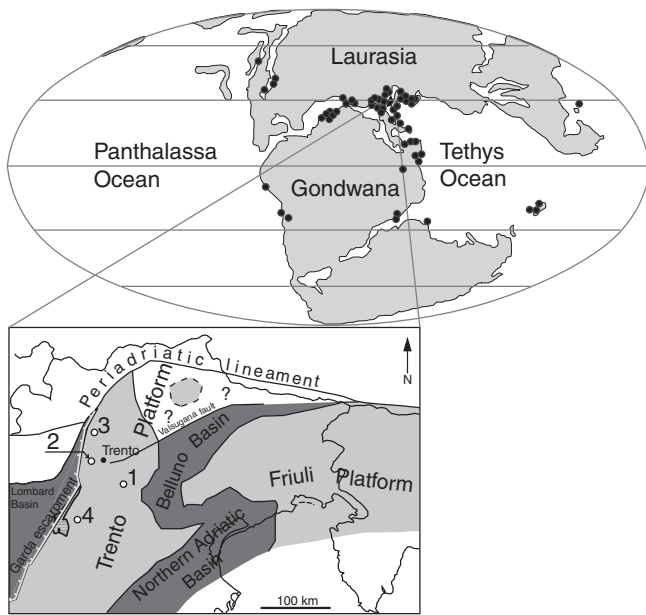 Laurasia
Panthalassa
Ocean
Gondwana
Tethys
Ocean
Periadriatic lineament
N
Platform
?
?
?
Valsugana fault
3
2
Trento
Belluno Basin
1
Friuli Platform
Lombard
Basin
Garda escarpment
4
Trento
Northern Adriatic
Basin
100 km